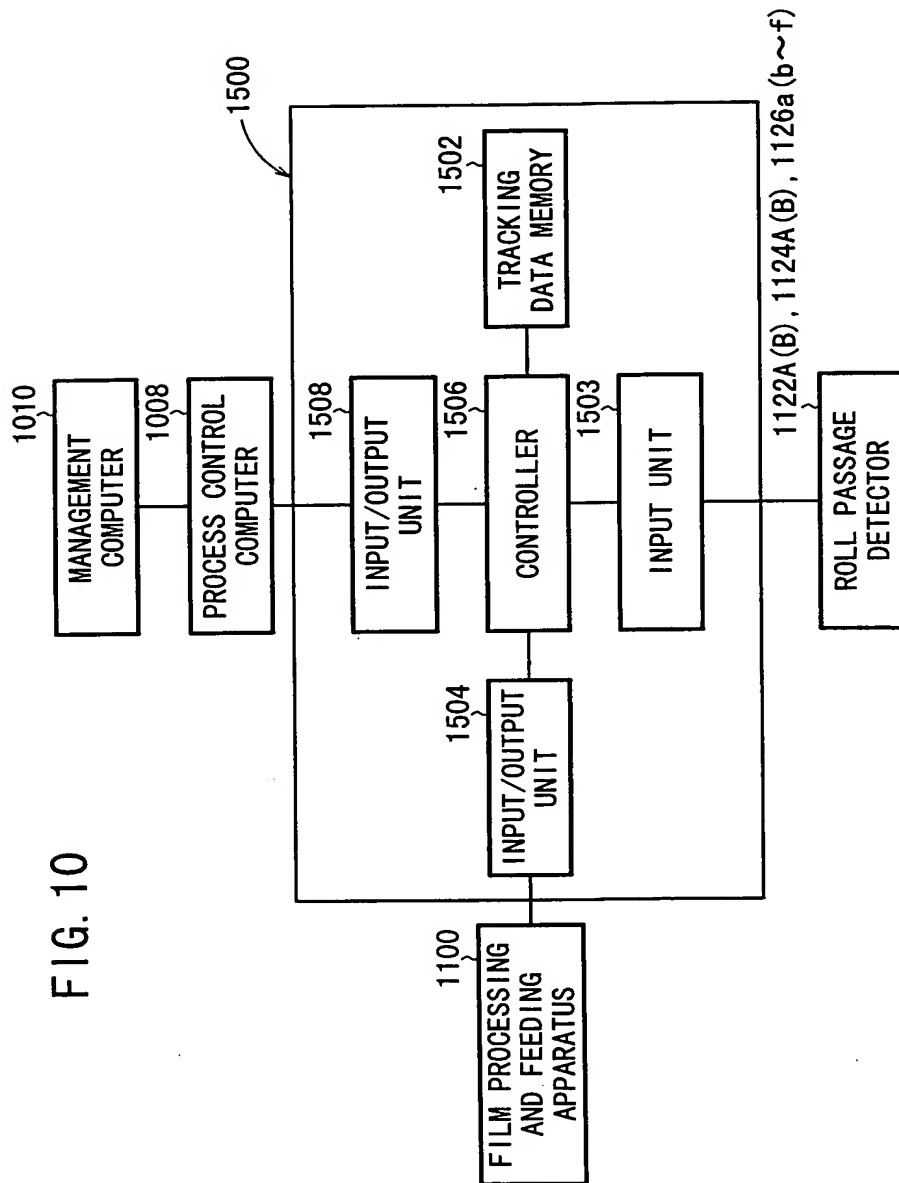 FIG. 10
1010
MANAGEMENT
COMPUTER
1008
PROCESS CONTROL
COMPUTER
1500
1508
INPUT/OUTPUT
UNIT
1100
FILM PROCESSING
AND FEEDING
APPARATUS
1504
INPUT/OUTPUT
UNIT
1506
CONTROLLER
1502
TRACKING
DATA MEMORY
1503
INPUT UNIT
1122A(B), 1124A(B), 1126a(b~f)
ROLL PASSAGE
DETECTOR